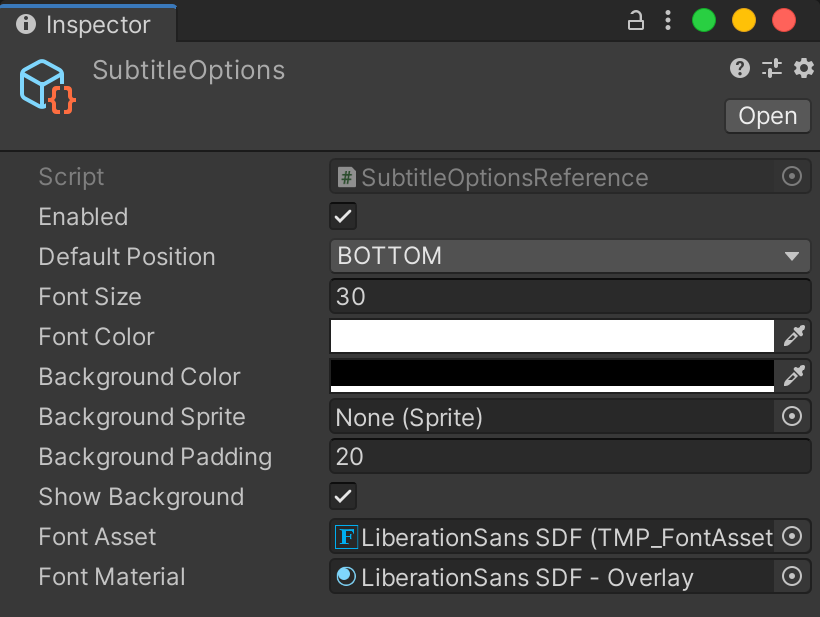 Inspector
SubtitleOptions
Open
Script # SubtitleOptionsReference
Enabled
Default Position BOTTOM
Font Size 30
Font Color
Background Color
Background Sprite None (Sprite)
Background Padding 20
Show Background
Font Asset F LiberationSans SDF (TMP_FontAsset
Font Material LiberationSans SDF - Overlay